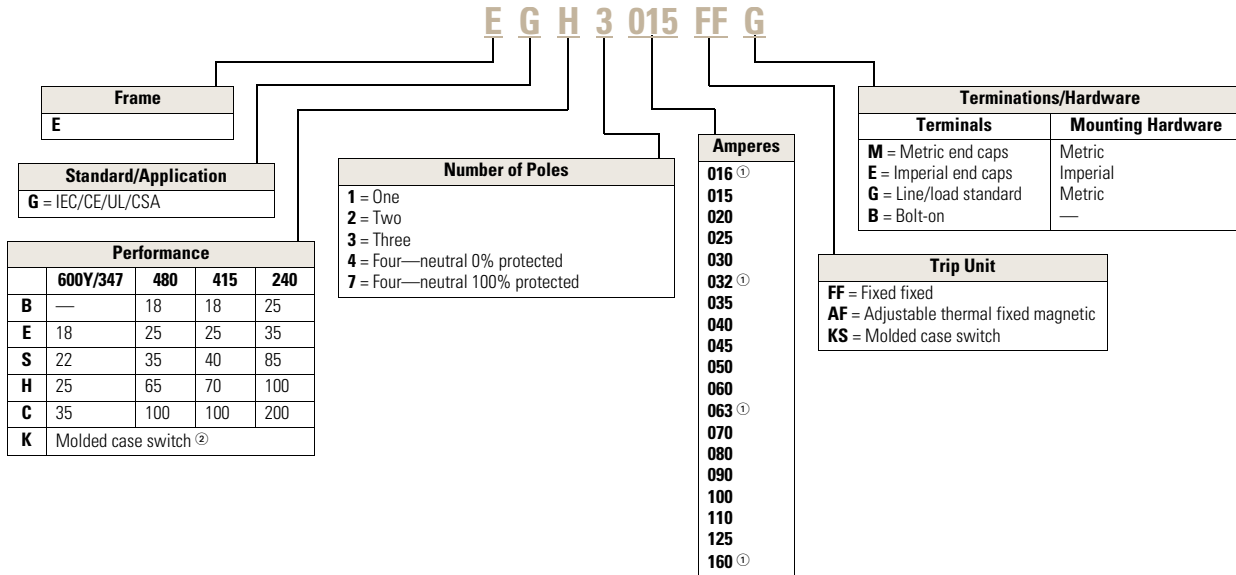 E G H 3 015 FF G
Frame
E
Standard/Application
G = IEC/CE/UL/CSA
Performance
600Y/347 480 415 240
B — 18 18 25
E 18 25 25 35
S 22 35 40 85
H 25 65 70 100
C 35 100 100 200
K Molded case switch ②
Number of Poles
1 = One
2 = Two
3 = Three
4 = Four—neutral 0% protected
7 = Four—neutral 100% protected
Amperes
016 ①
015
020
025
030
032 ①
035
040
045
050
060
063 ①
070
080
090
100
110
125
160 ①
Terminations/Hardware
Terminals Mounting Hardware
M = Metric end caps Metric
E = Imperial end caps Imperial
G = Line/load standard Metric
B = Bolt-on —
Trip Unit
FF = Fixed fixed
AF = Adjustable thermal fixed magnetic
KS = Molded case switch